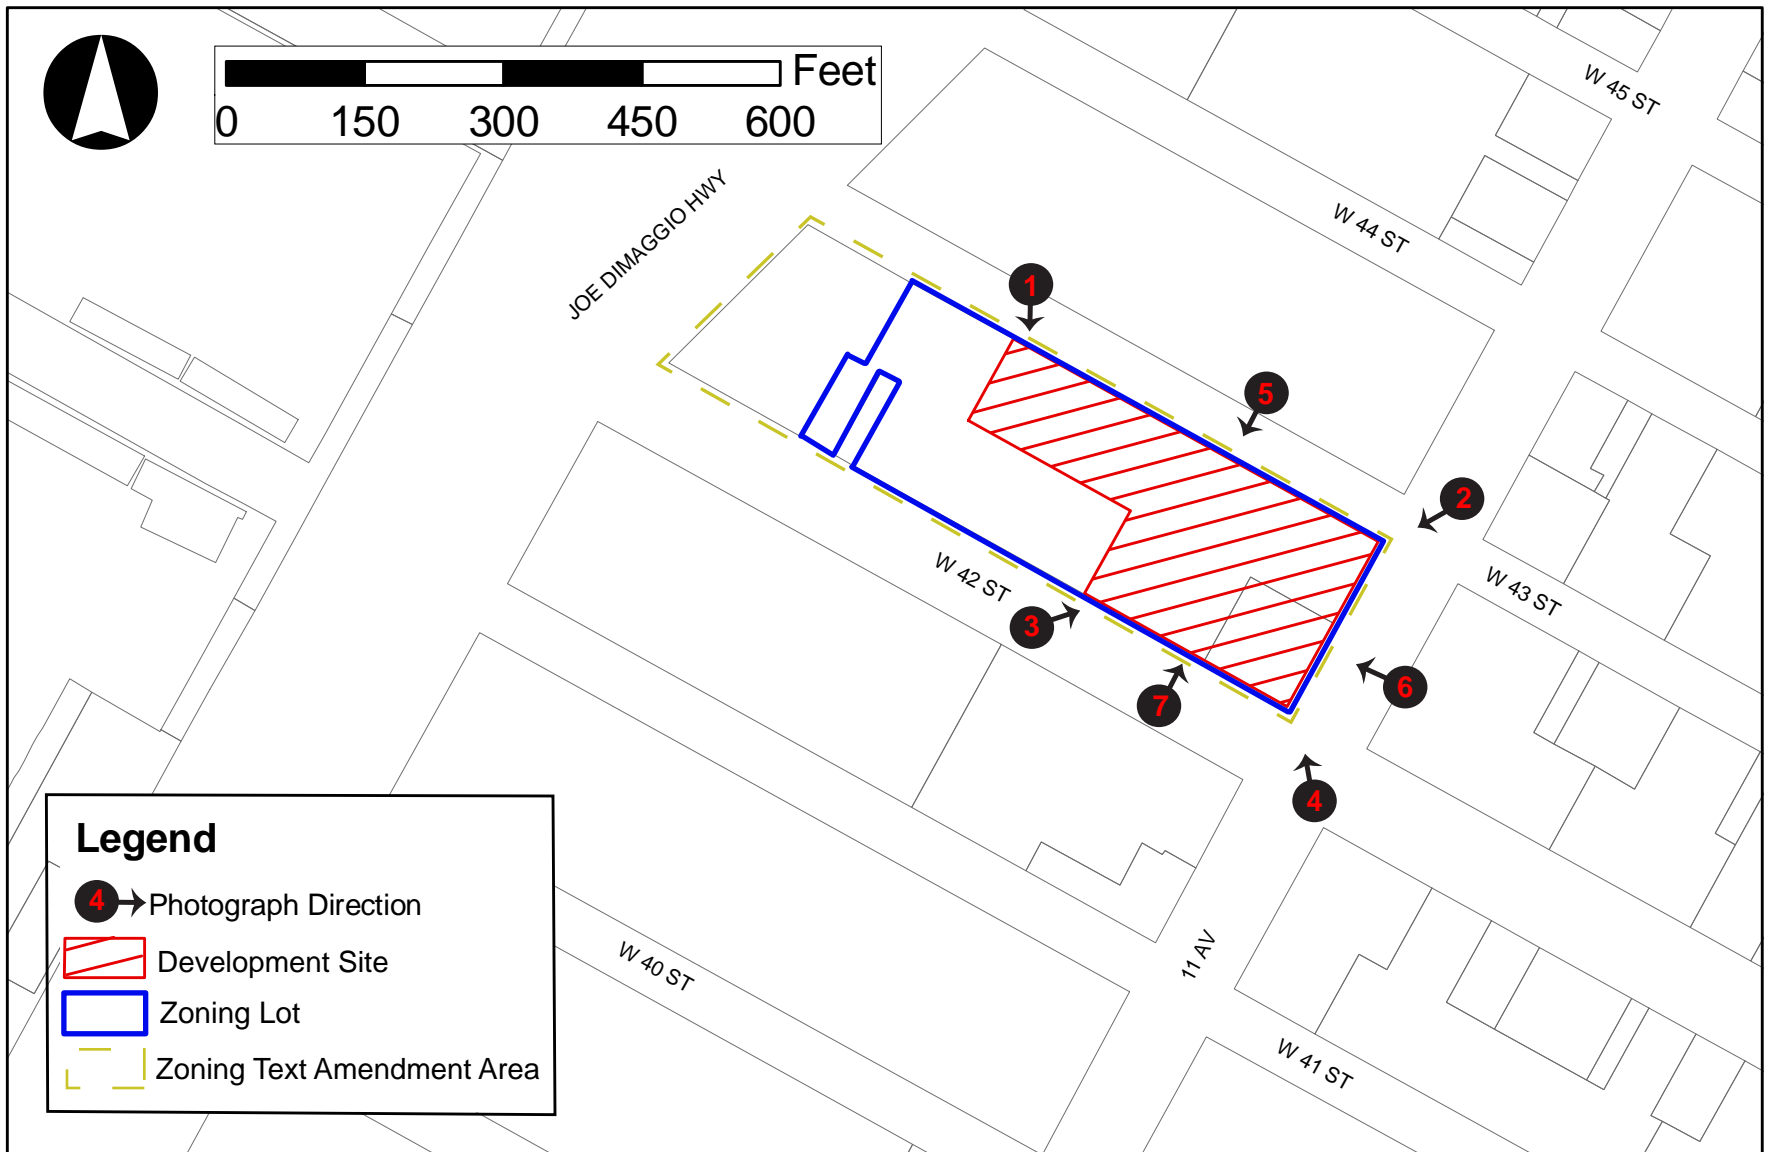 Feet
0 150 300 450 600
W 45 ST
JOE DIMAGGIO HWY
W 44 ST
1
5
2
W 42 ST
W 43 ST
3
6
7
4
11 AV
W 40 ST
W 41 ST
Legend
4 Photograph Direction
Development Site
Zoning Lot
Zoning Text Amendment Area